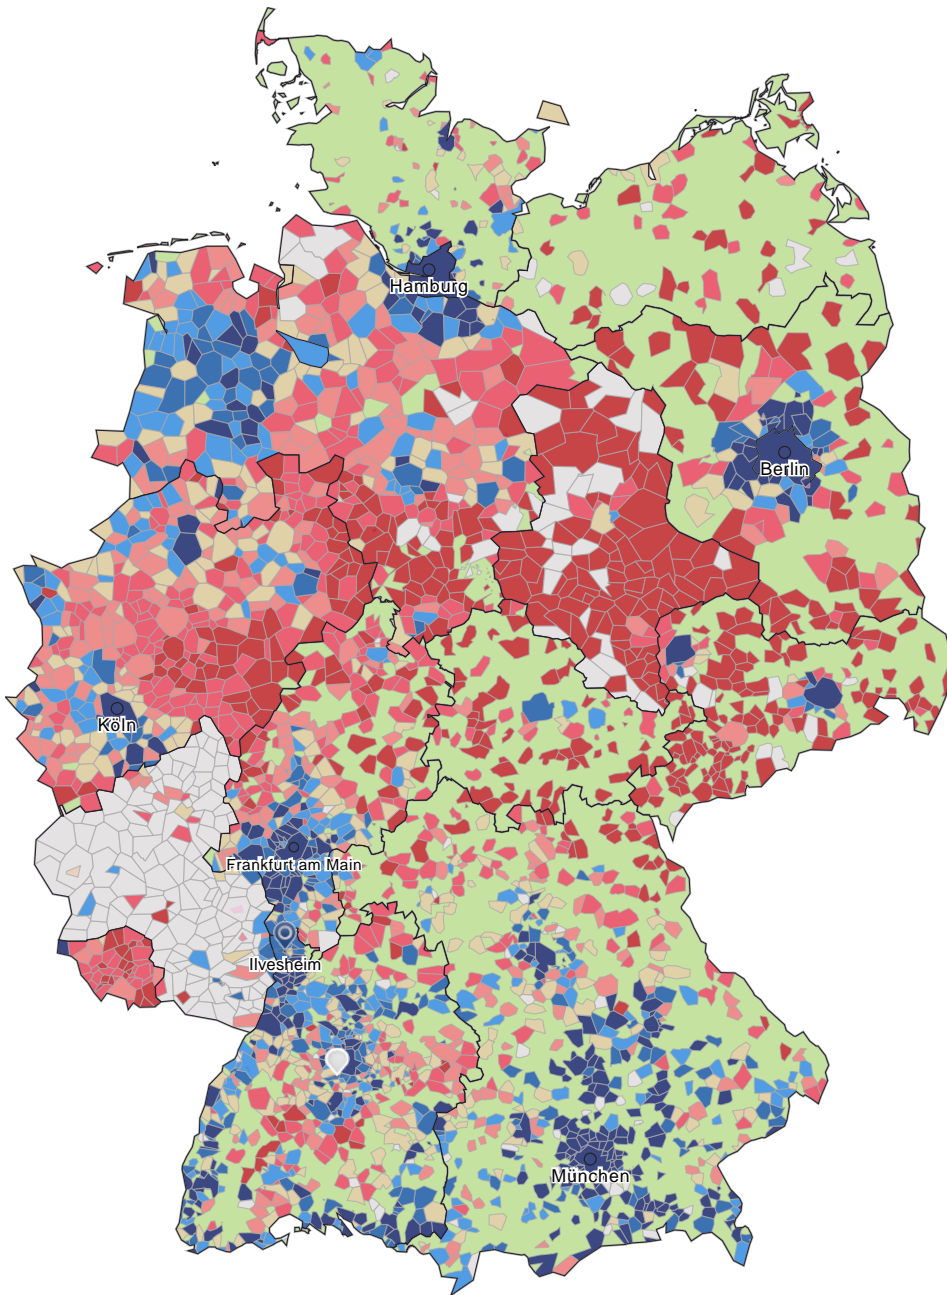 Hamburg
Berlin
Köln
Frankfurt am Main
Ilvesheim
München